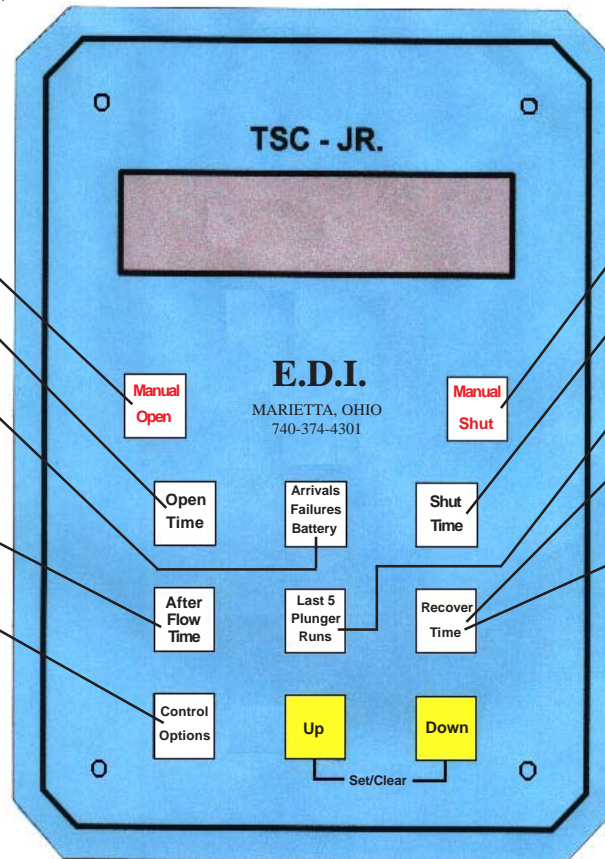 TSC - JR.
E.D.I.
MARIETTA, OHIO
740-374-4301
Manual
Open
Manual
Shut
Open
Time
Arrivals
Failures
Battery
Shut
Time
After
Flow
Time
Last 5
Plunger
Runs
Recover
Time
Control
Options
Up
Down
Set/Clear